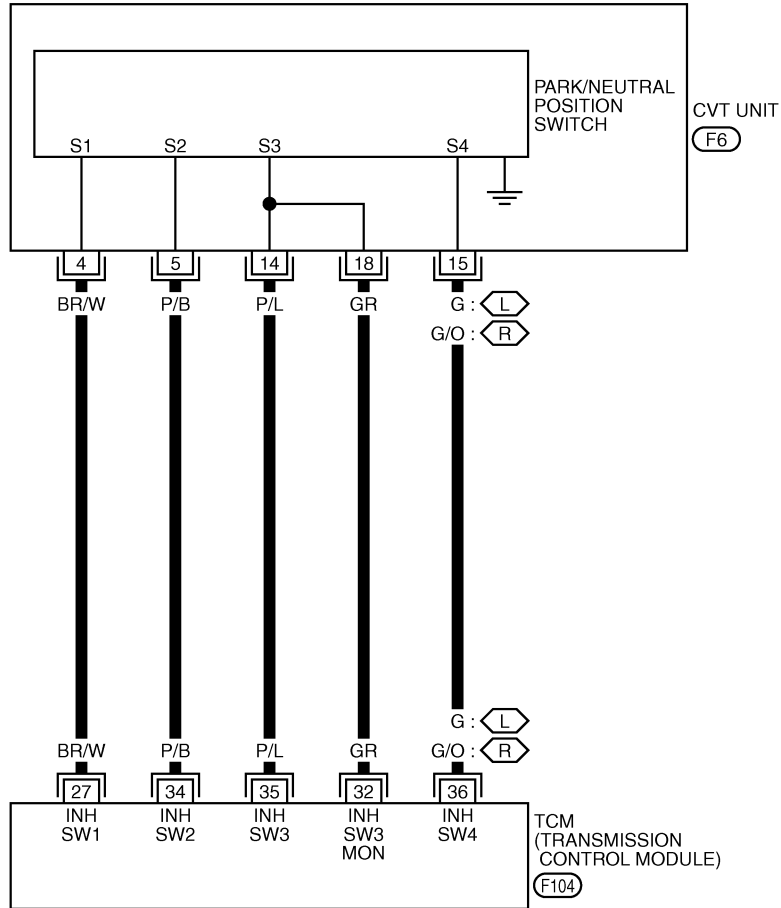 PARK/NEUTRAL
POSITION
SWITCH
CVT UNIT
F6
S1 S2 S3 S4
4 5 14 18 15
BR/W P/B P/L GR G : L
G/O : R
G : L
BR/W P/B P/L GR G/O : R
27 34 35 32 36
INH INH INH INH INH
SW1 SW2 SW3 SW3 SW4
MON
TCM
(TRANSMISSION
CONTROL MODULE)
F104